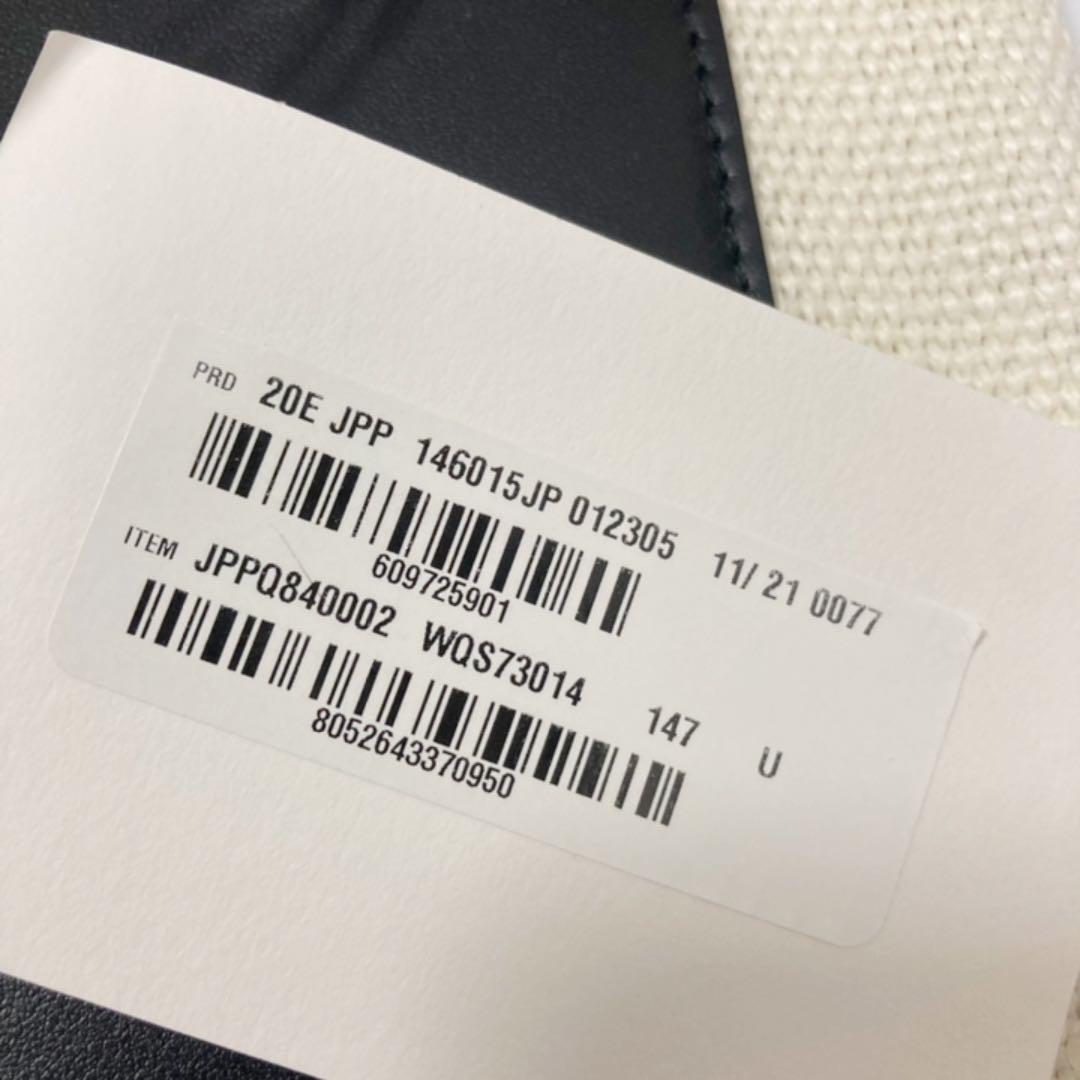 PRD 20E JPP 146015JP 012305 11/ 21 0077
609725901
ITEM JPPQ840002 WQS73014 147 U
8052643370950